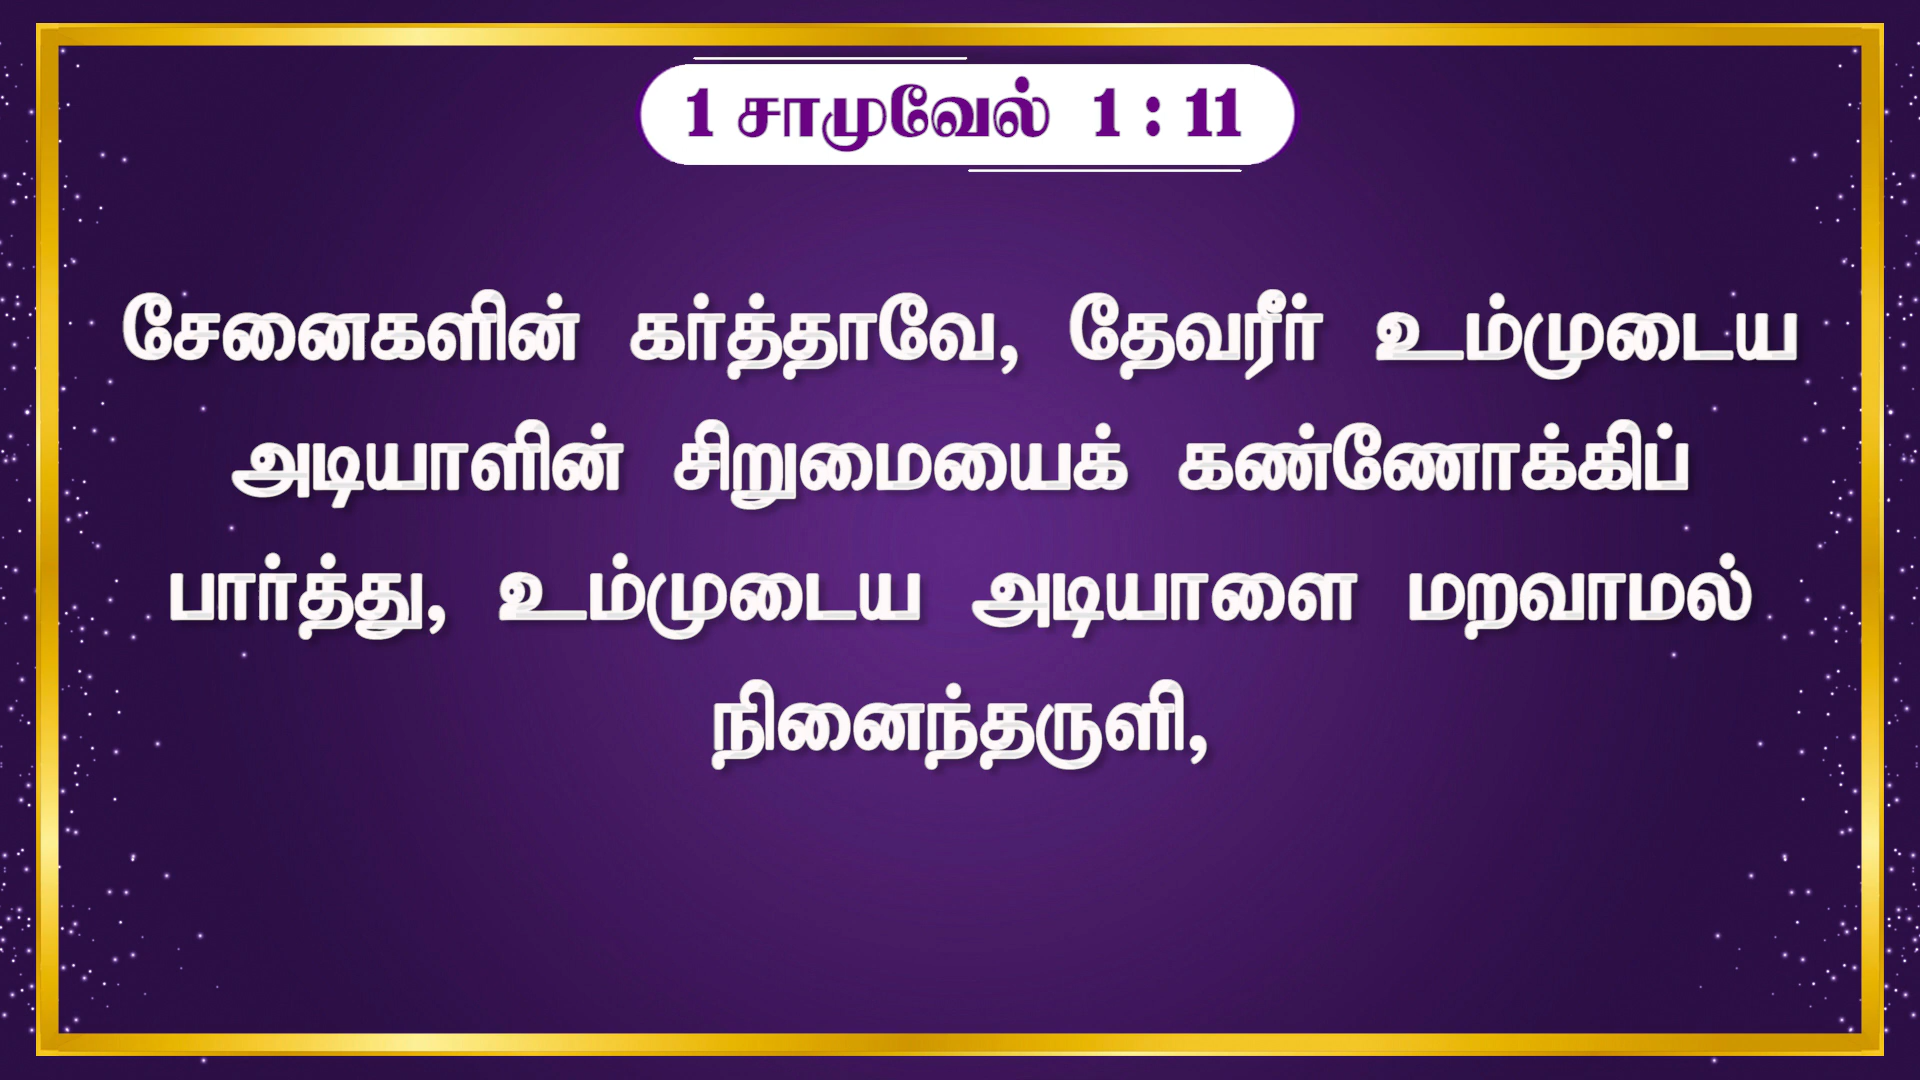 1 சாமுவேல் 1 : 11
சேனைகளின் கர்த்தாவே, தேவரீர் உம்முடைய
அடியாளின் சிறுமையைக் கண்ணோக்கிப்
பார்த்து, உம்முடைய அடியாளை மறவாமல்
நினைந்தருளி,